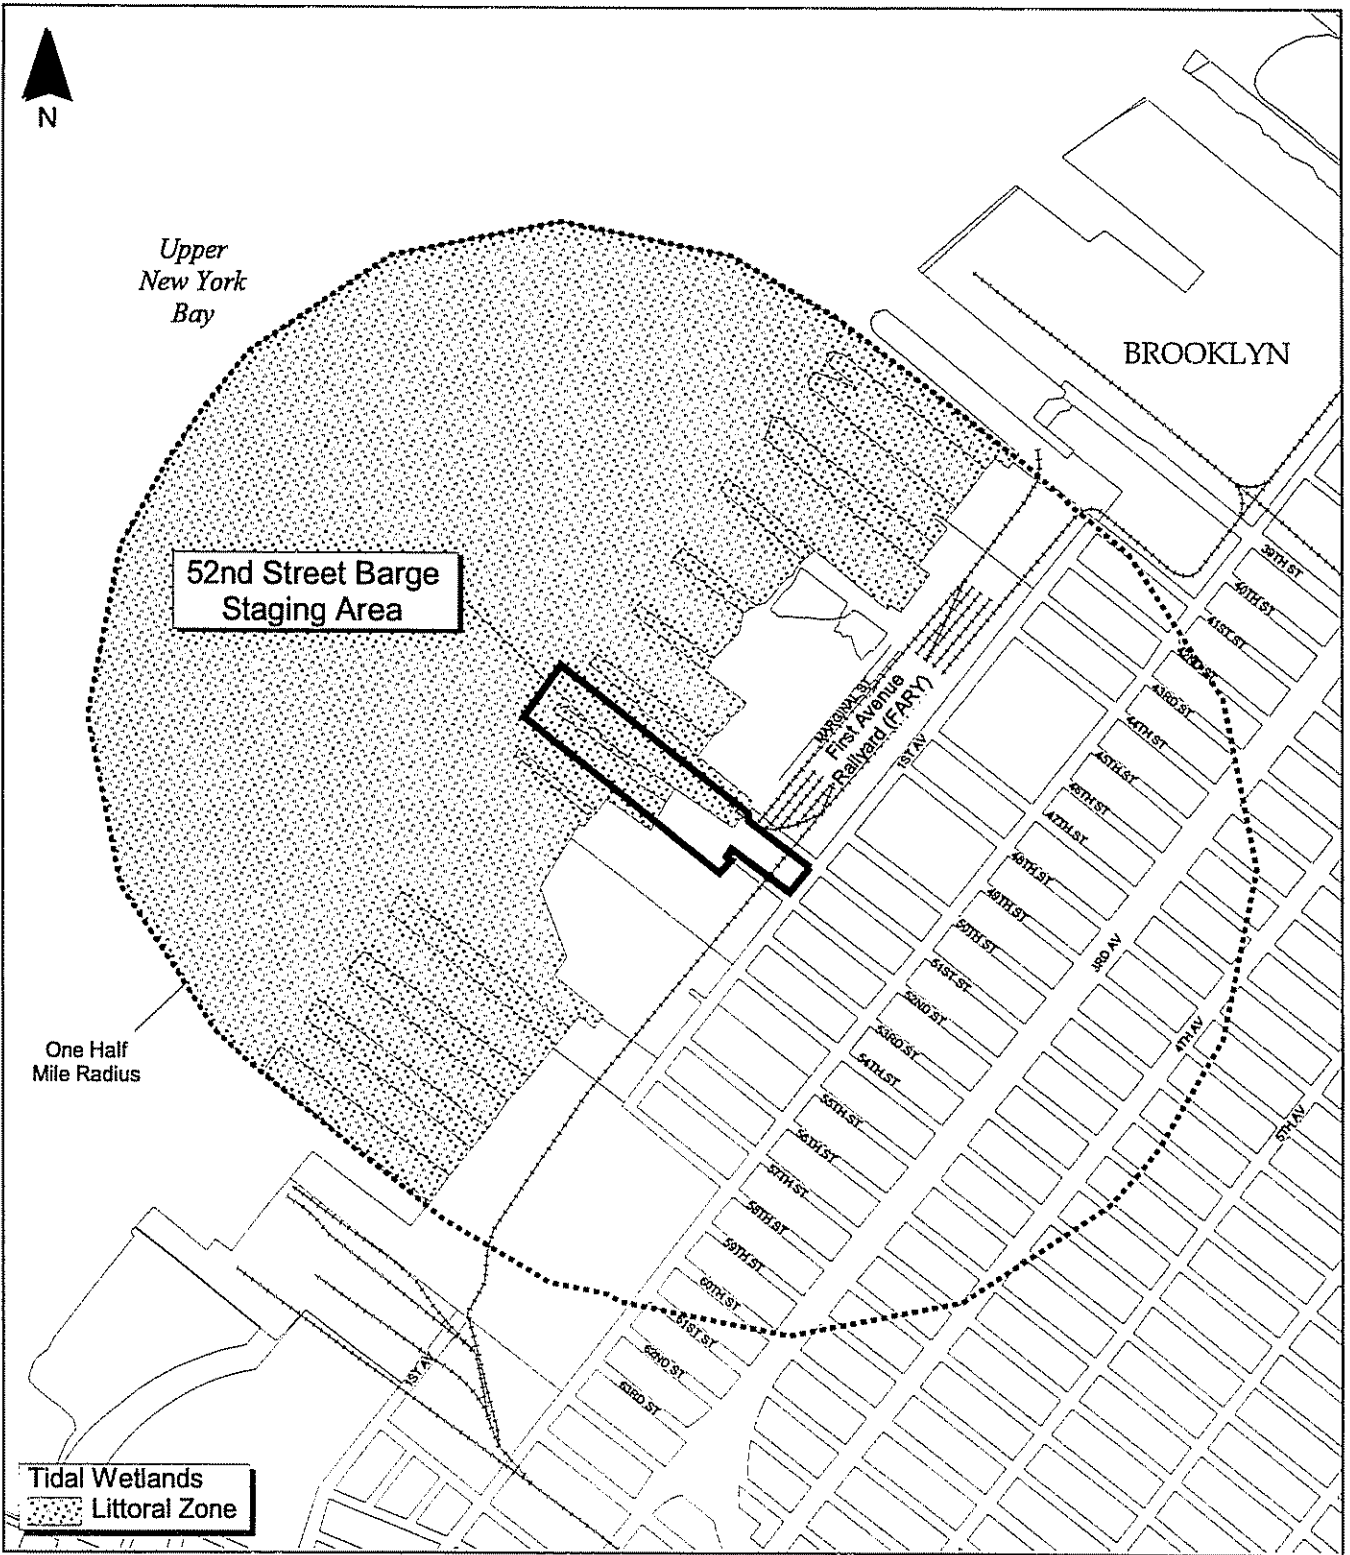 N
Upper
New York
Bay
BROOKLYN
52nd Street Barge
Staging Area
39TH ST
40TH ST
41ST ST
42ND ST
43RD ST
44TH ST
45TH ST
46TH ST
47TH ST
48TH ST
49TH ST
50TH ST
51ST ST
52ND ST
53RD ST
54TH ST
55TH ST
56TH ST
57TH ST
58TH ST
59TH ST
60TH ST
61ST ST
62ND ST
63RD ST
MARGINAL ST
First Avenue
Railyard (FARY)
1ST AV
3RD AV
4TH AV
5TH AV
One Half
Mile Radius
1ST AV
Tidal Wetlands
Littoral Zone